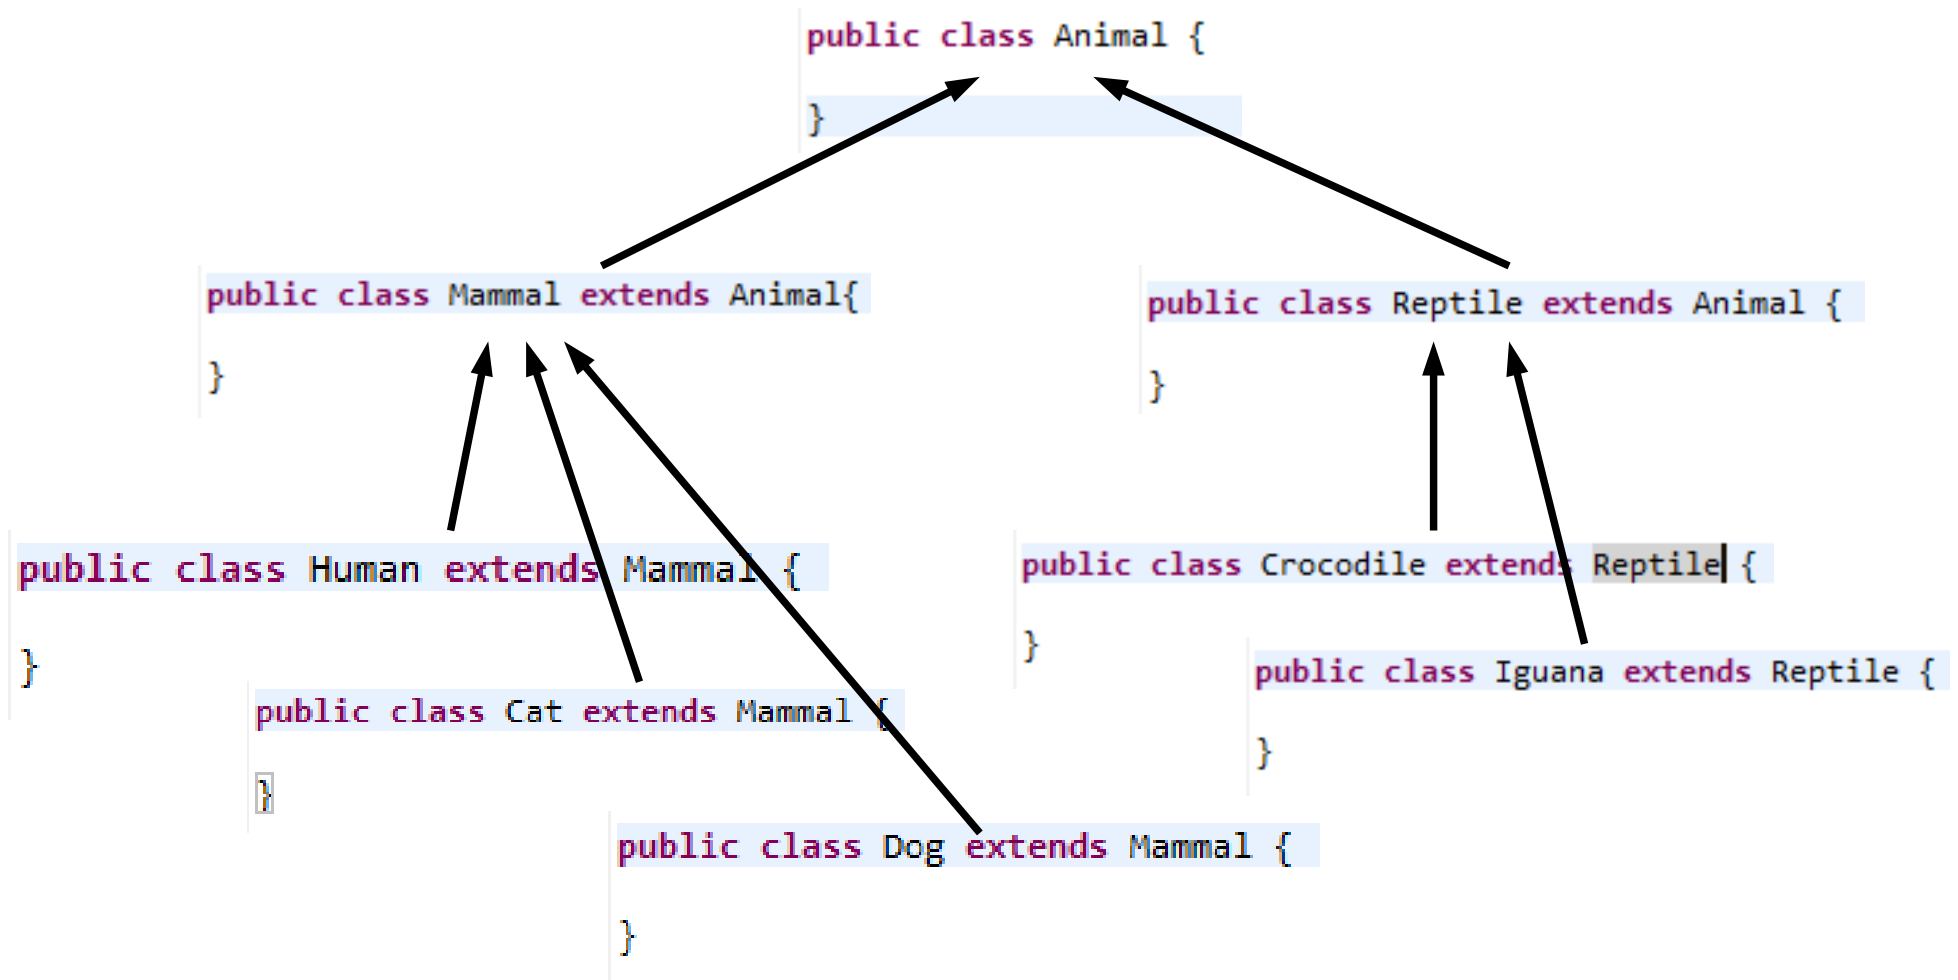 public class Animal {
}
public class Mammal extends Animal{
}
public class Reptile extends Animal {
}
public class Human extends Mammal {
}
public class Cat extends Mammal {
}
public class Dog extends Mammal {
}
public class Crocodile extends Reptile {
}
public class Iguana extends Reptile {
}